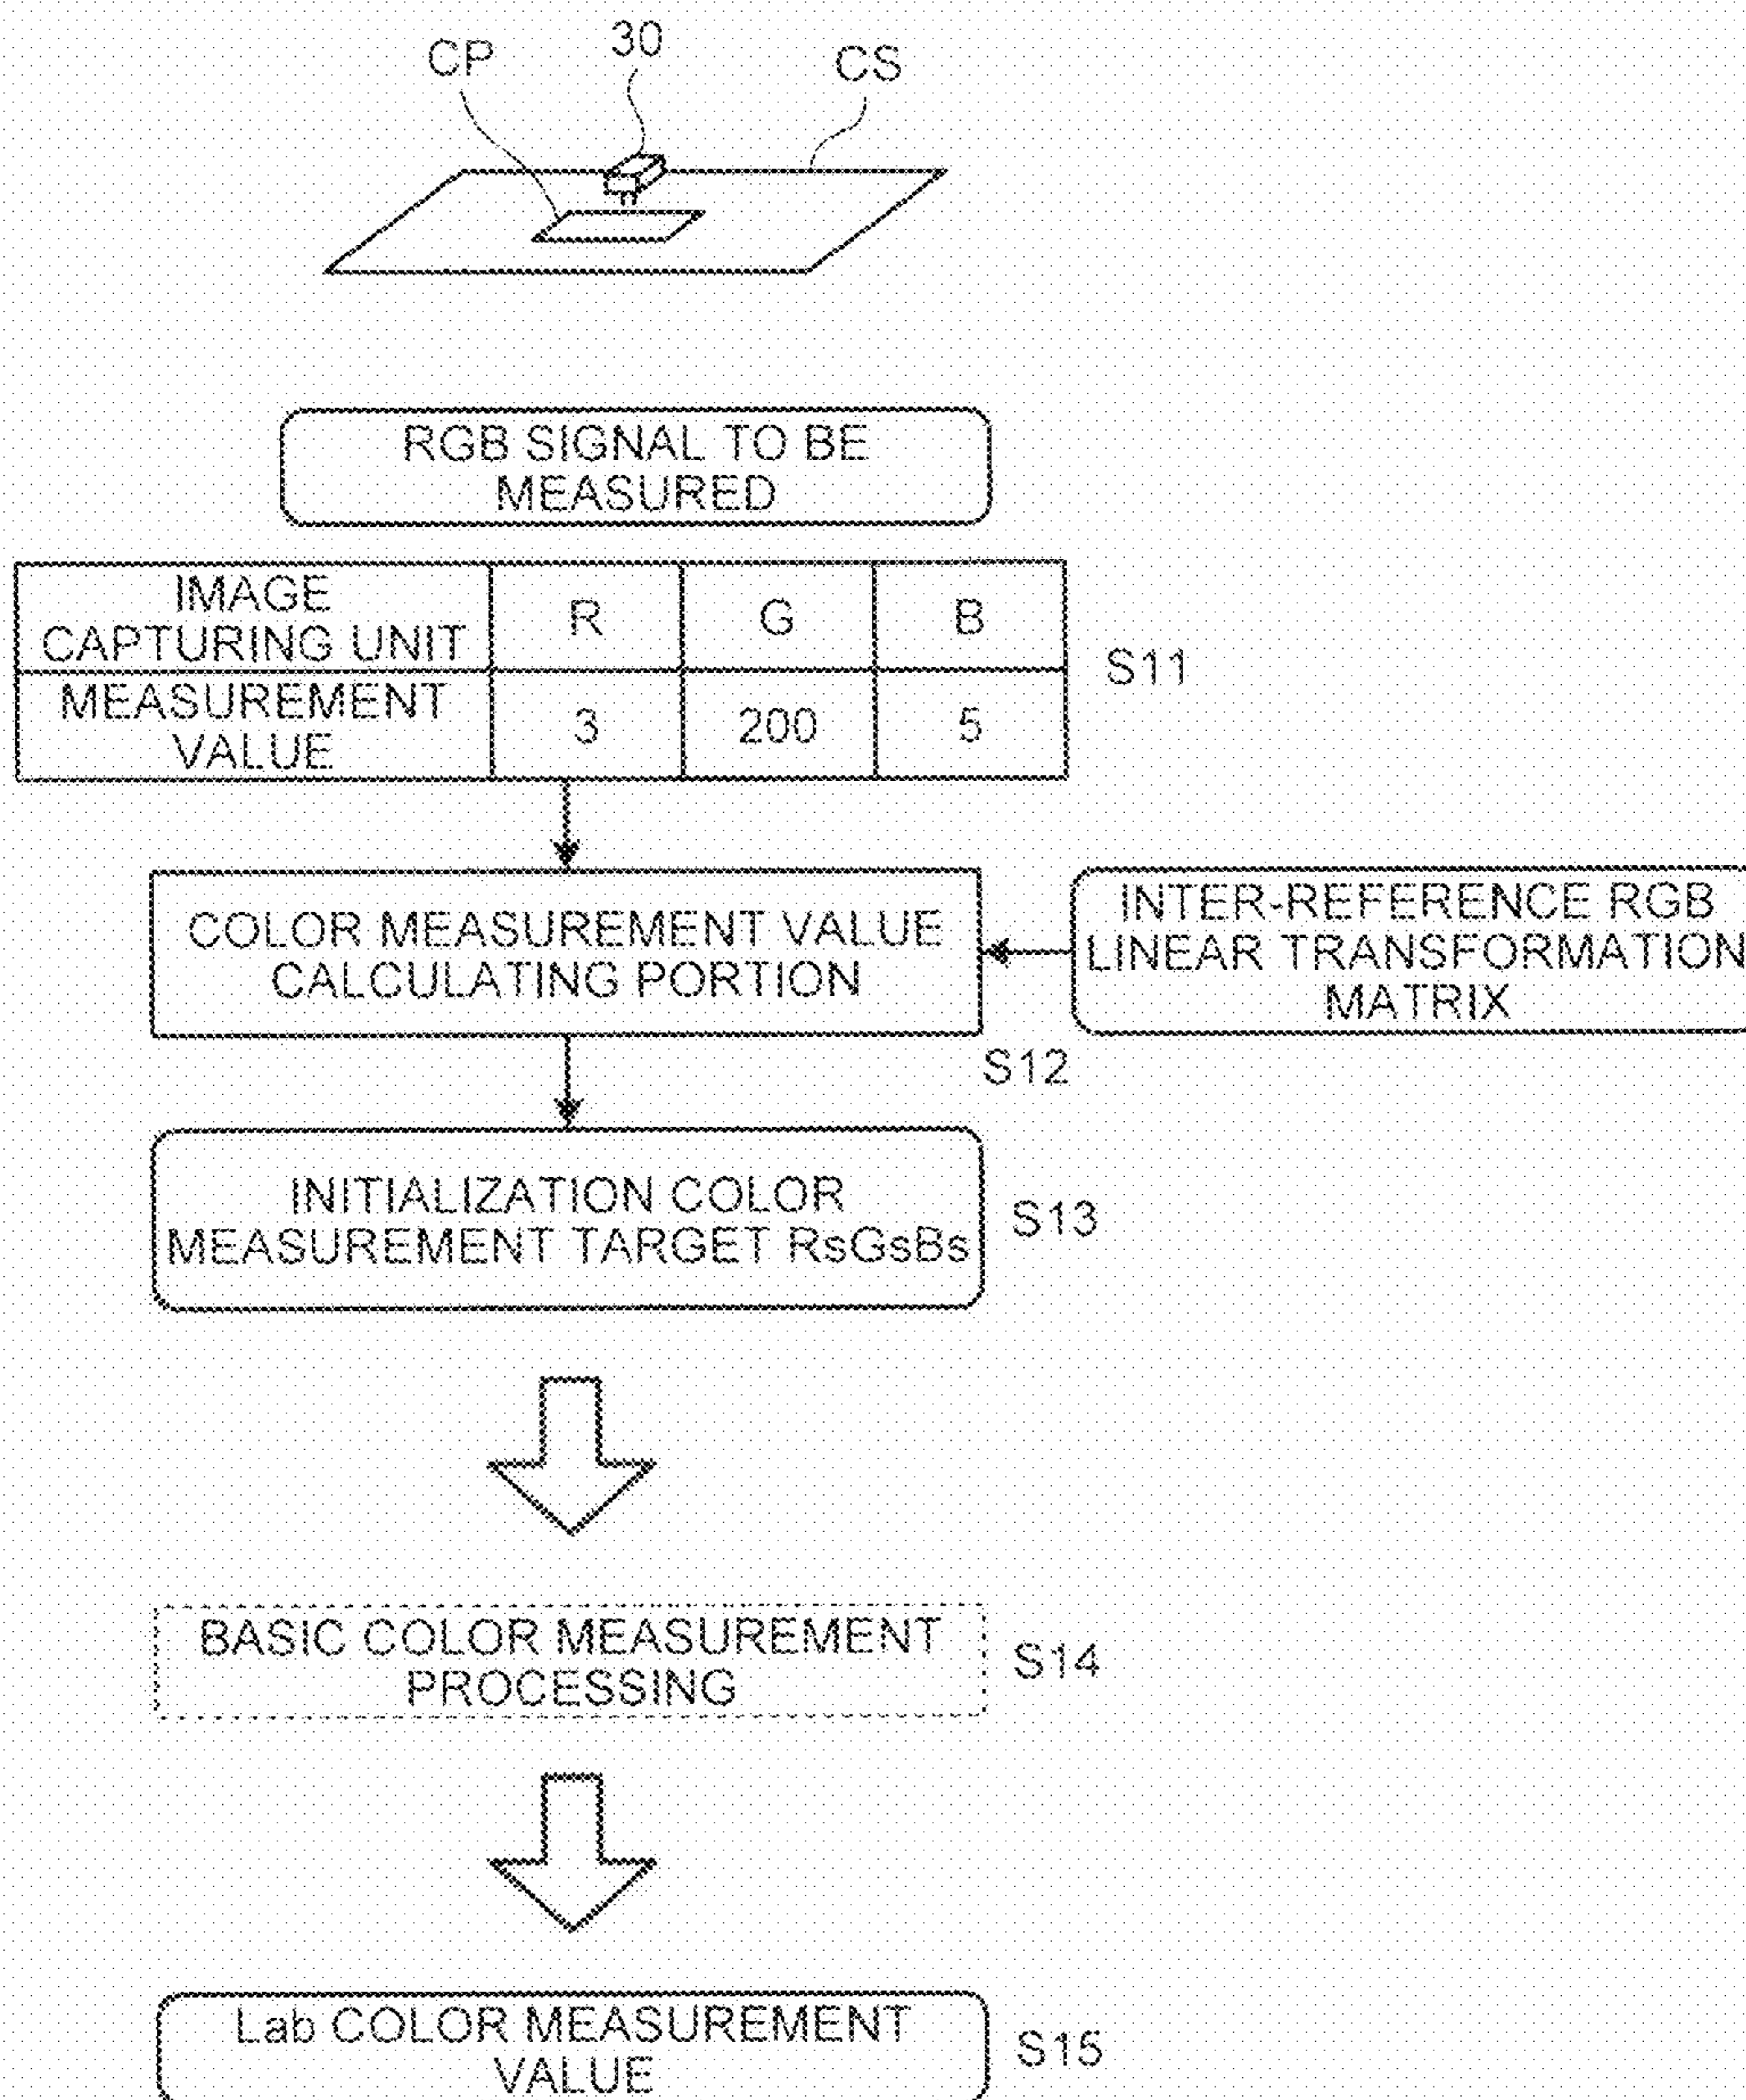 CP
30
CS
RGB SIGNAL TO BE
MEASURED
IMAGE
CAPTURING UNIT
R
G
B
MEASUREMENT
VALUE
3
200
5
S11
COLOR MEASUREMENT VALUE
CALCULATING PORTION
INTER-REFERENCE RGB
LINEAR TRANSFORMATION
MATRIX
S12
INITIALIZATION COLOR
MEASUREMENT TARGET RsGsBs
S13
BASIC COLOR MEASUREMENT
PROCESSING
S14
Lab COLOR MEASUREMENT
VALUE
S15